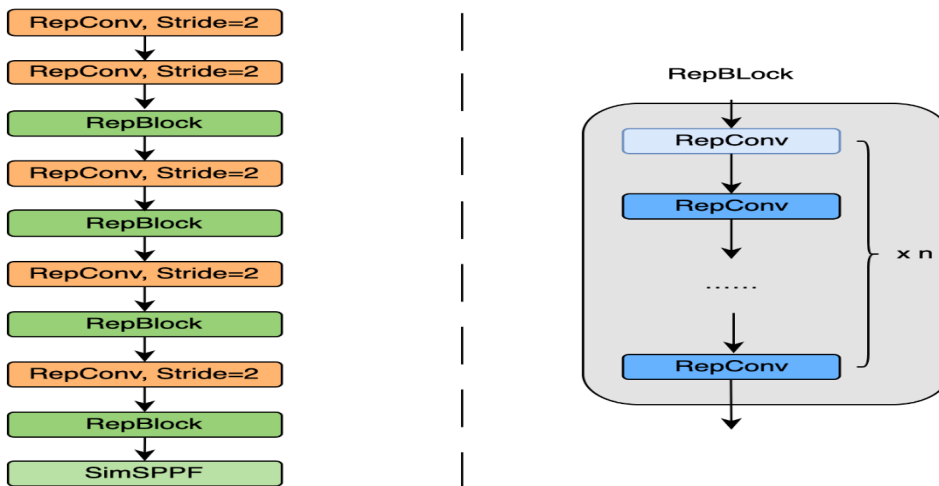 RepConv, Stride=2
RepConv, Stride=2
RepBlock
RepConv, Stride=2
RepBlock
RepConv, Stride=2
RepBlock
RepConv, Stride=2
RepBlock
SimSPPF
RepBLock
RepConv
RepConv
......
RepConv
x n